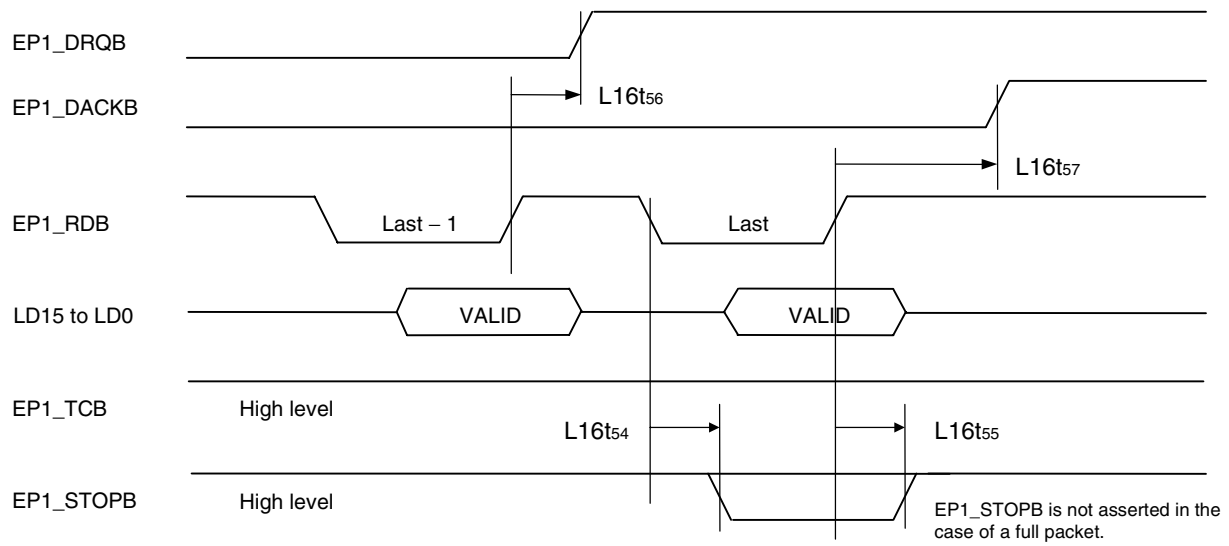 EP1_DRQB
L16t56
EP1_DACKB
L16t57
EP1_RDB
Last – 1
Last
LD15 to LD0
VALID
VALID
EP1_TCB
High level
L16t54
L16t55
EP1_STOPB
High level
EP1_STOPB is not asserted in the
case of a full packet.